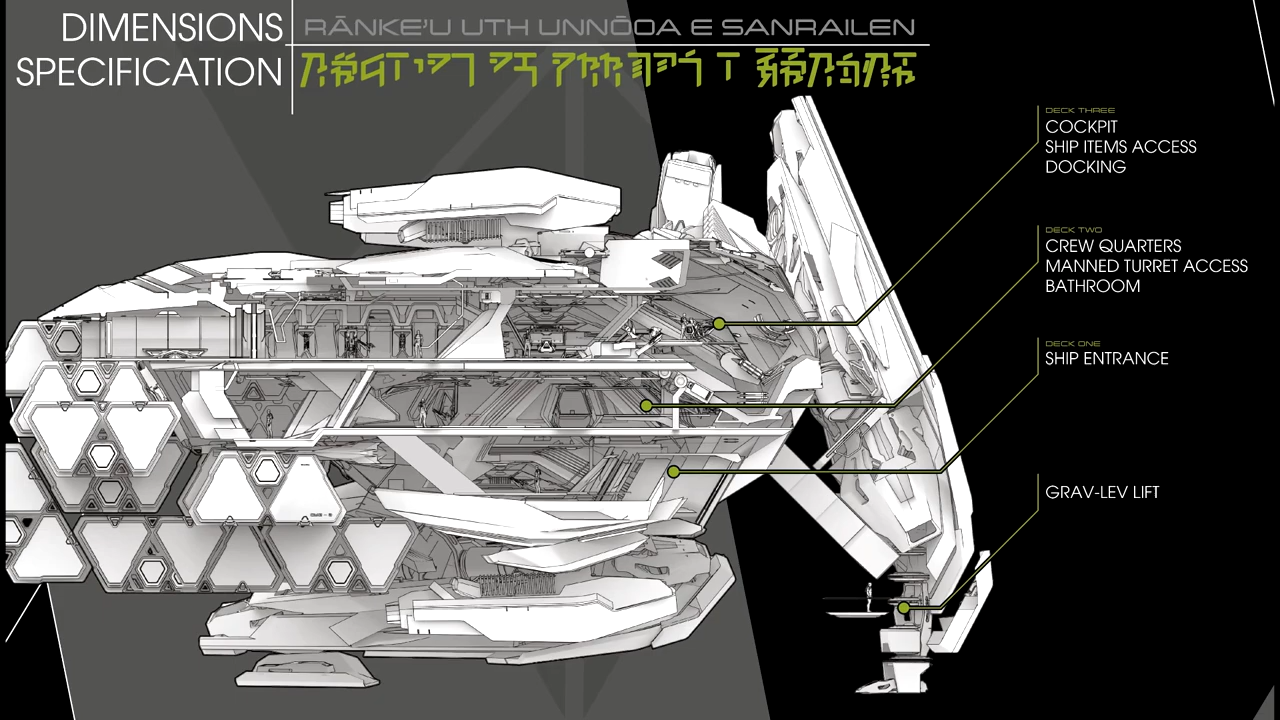 DIMENSIONS
SPECIFICATION
RĀNKE'U UTH UNNŌOA E SANRAILEN
DECK THREE
COCKPIT
SHIP ITEMS ACCESS
DOCKING
DECK TWO
CREW QUARTERS
MANNED TURRET ACCESS
BATHROOM
DECK ONE
SHIP ENTRANCE
GRAV-LEV LIFT